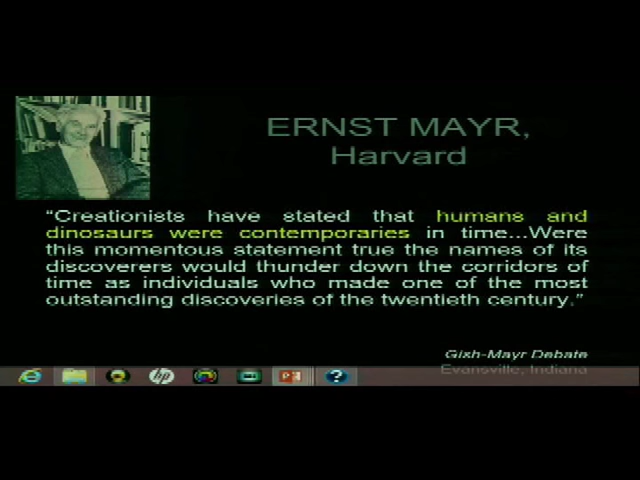 ERNST MAYR,
Harvard
“Creationists have stated that humans and
dinosaurs were contemporaries in time...Were
this momentous statement true the names of its
discoverers would thunder down the corridors of
time as individuals who made one of the most
outstanding discoveries of the twentieth century.”
Gish-Mayr Debate
Evansville, Indiana
hp